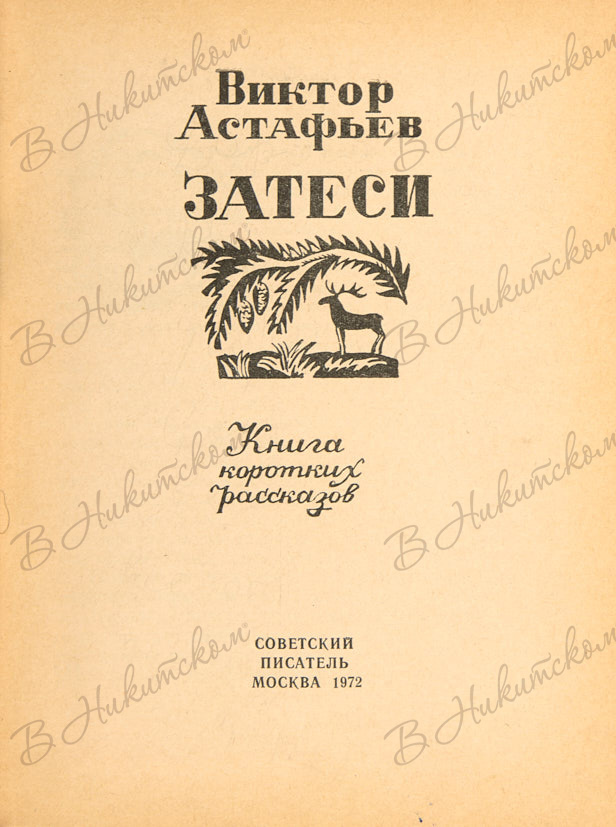 Виктор
Астафьев
ЗАТЕСИ
Книга
коротких
рассказов
СОВЕТСКИЙ
ПИСАТЕЛЬ
МОСКВА 1972
В Никитском
В Никитском
В Никитском
В Никитском
В Никитском
В Никитском
В Никитском
В Никитском